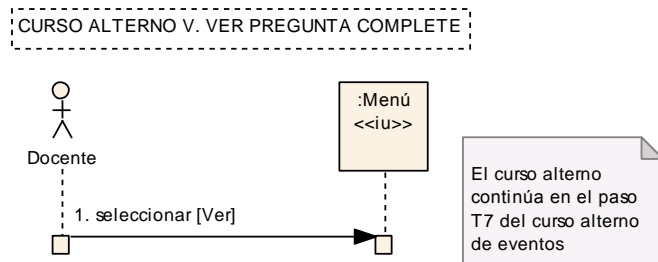 CURSO ALTERNO V. VER PREGUNTA COMPLETE
:Menú
<<iu>>
Docente
El curso alterno
continúa en el paso
T7 del curso alterno
de eventos
1. seleccionar [Ver]